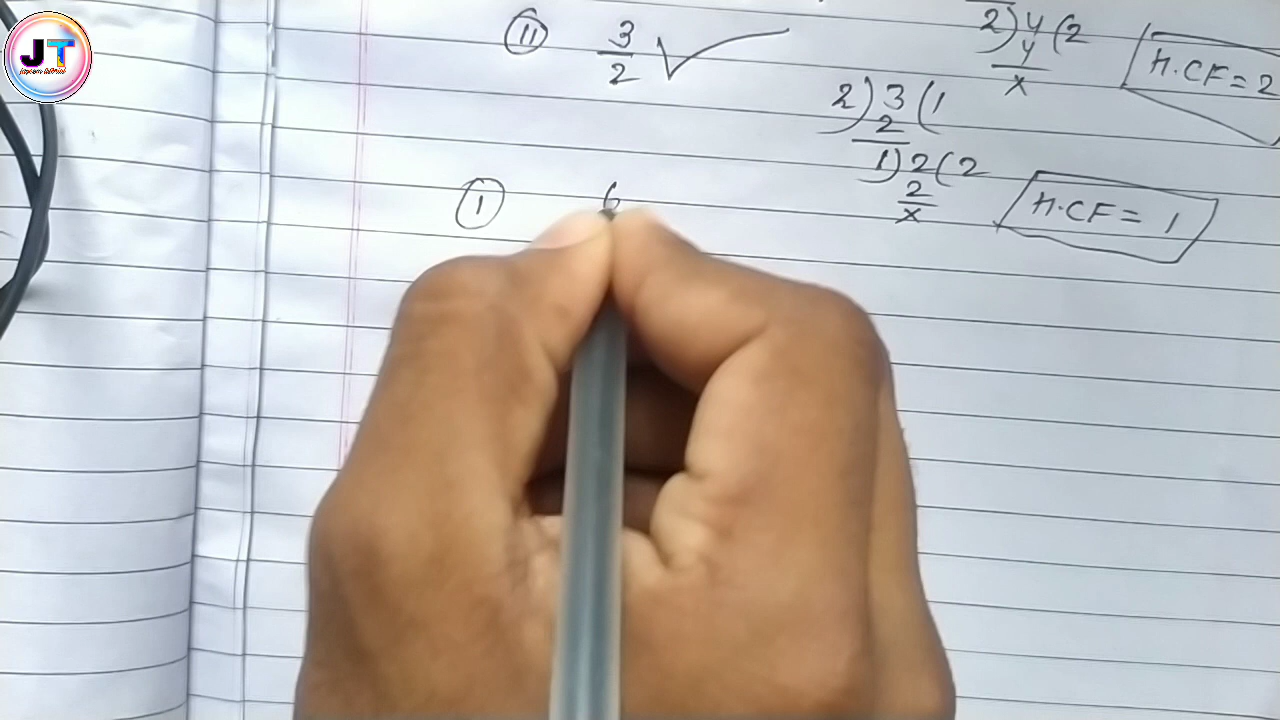 JT
(ii) 3/2 ✓
2) 4 (2
4
x
H.CF = 2
2) 3 (1
2
1) 2 (2
2
x
H.CF = 1
(i) 6